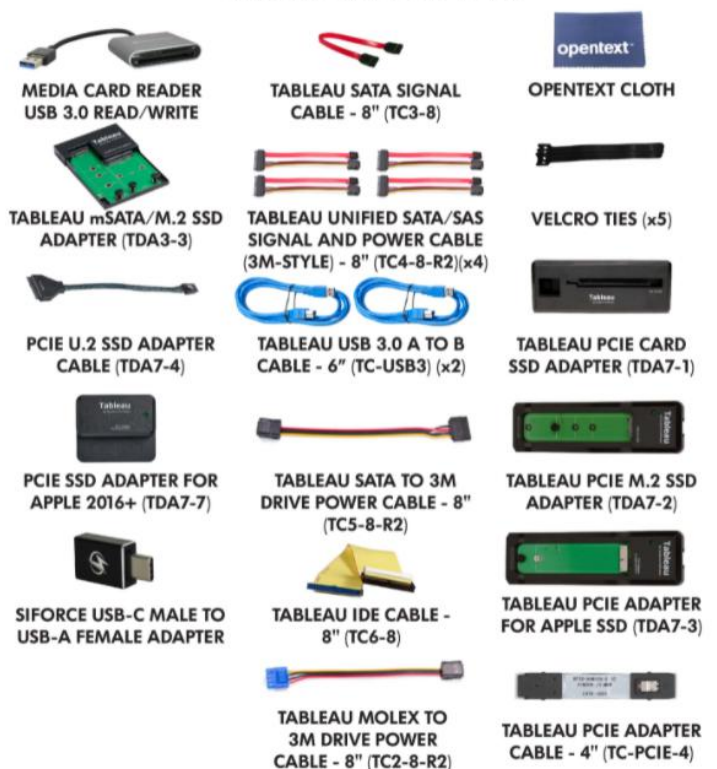 opentext
MEDIA CARD READER
USB 3.0 READ/WRITE
TABLEAU SATA SIGNAL
CABLE - 8" (TC3-8)
OPENTEXT CLOTH
Tableau
TABLEAU mSATA/M.2 SSD
ADAPTER (TDA3-3)
TABLEAU UNIFIED SATA/SAS
SIGNAL AND POWER CABLE
(3M-STYLE) - 8" (TC4-8-R2)(x4)
VELCRO TIES (x5)
Tableau
PCIE U.2 SSD ADAPTER
CABLE (TDA7-4)
TABLEAU USB 3.0 A TO B
CABLE - 6” (TC-USB3) (x2)
TABLEAU PCIE CARD
SSD ADAPTER (TDA7-1)
Tableau
Tableau
PCIE SSD ADAPTER FOR
APPLE 2016+ (TDA7-7)
TABLEAU SATA TO 3M
DRIVE POWER CABLE - 8"
(TC5-8-R2)
TABLEAU PCIE M.2 SSD
ADAPTER (TDA7-2)
Tableau
SIFORCE USB-C MALE TO
USB-A FEMALE ADAPTER
TABLEAU IDE CABLE -
8" (TC6-8)
TABLEAU PCIE ADAPTER
FOR APPLE SSD (TDA7-3)
TABLEAU MOLEX TO
3M DRIVE POWER
CABLE - 8" (TC2-8-R2)
TABLEAU PCIE ADAPTER
CABLE - 4" (TC-PCIE-4)